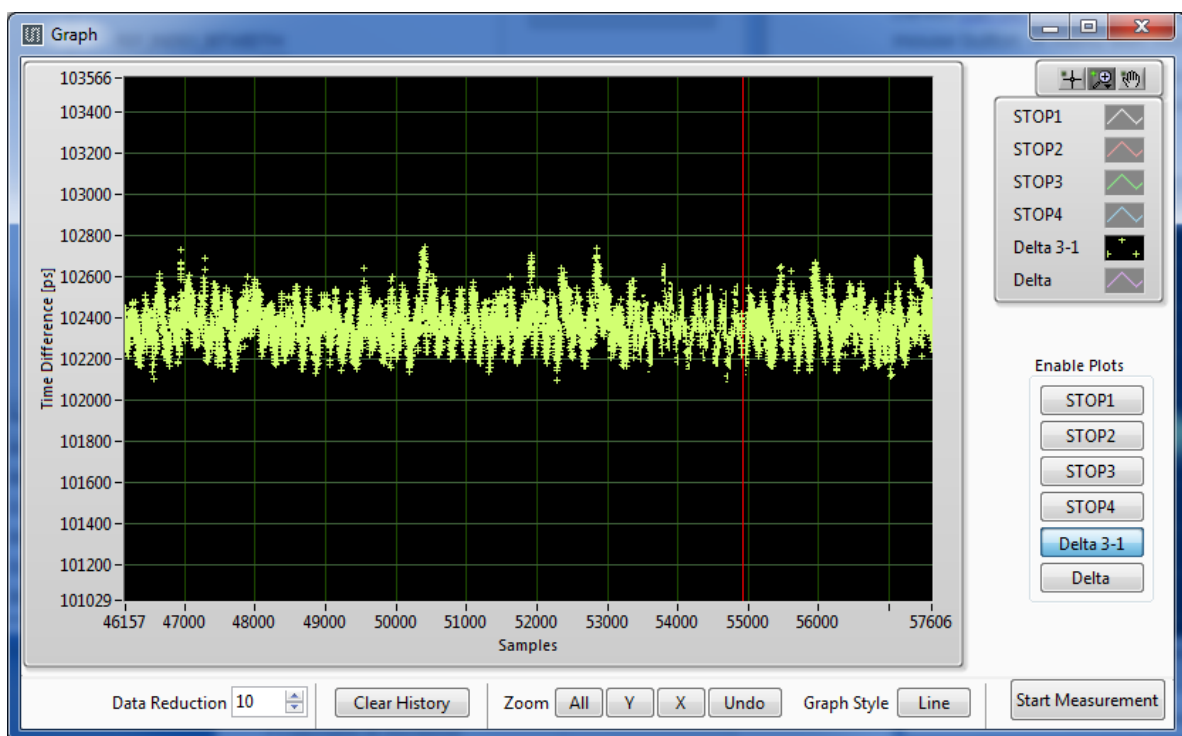 Graph
103566
103400
103200
103000
102800
102600
102400
102200
102000
101800
101600
101400
101200
101029
Time Difference [ps]
46157 47000 48000 49000 50000 51000 52000 53000 54000 55000 56000 57606
Samples
STOP1
STOP2
STOP3
STOP4
Delta 3-1
Delta
Enable Plots
STOP1
STOP2
STOP3
STOP4
Delta 3-1
Delta
Data Reduction 10 Clear History Zoom All Y X Undo Graph Style Line Start Measurement